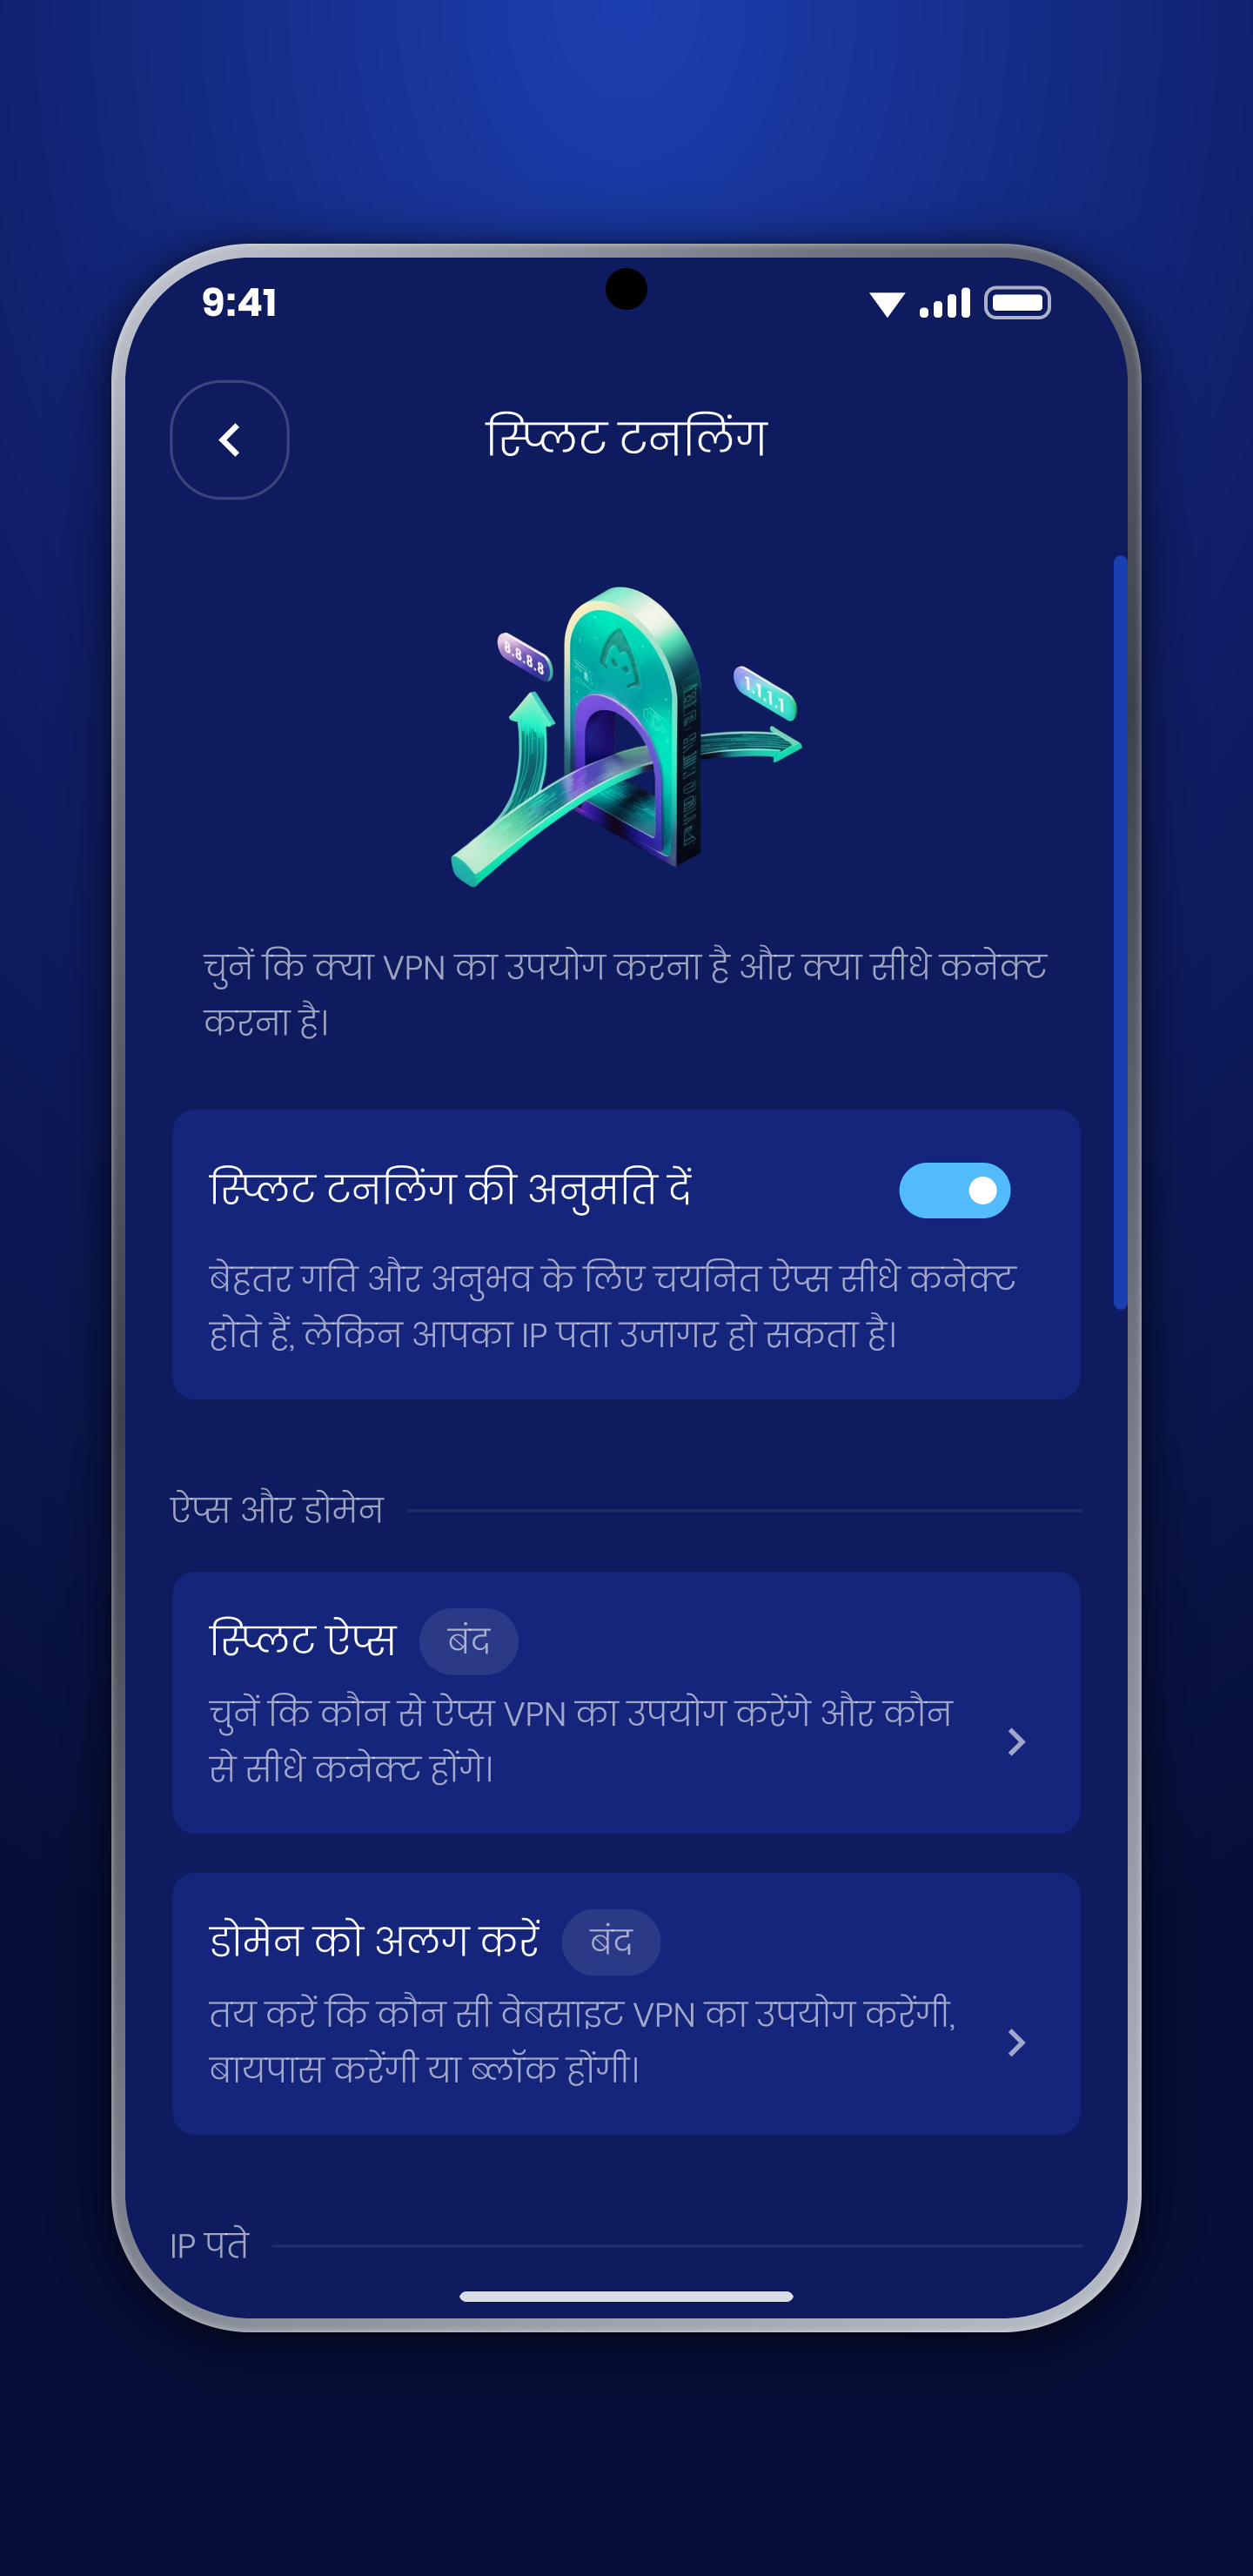 9:41
स्प्लिट टनलिंग
8.8.8.8
1.1.1.1
चुनें कि क्या VPN का उपयोग करना है और क्या सीधे कनेक्ट
करना है।
स्प्लिट टनलिंग की अनुमति दें
बेहतर गति और अनुभव के लिए चयनित ऐप्स सीधे कनेक्ट
होते हैं, लेकिन आपका IP पता उजागर हो सकता है।
ऐप्स और डोमेन
स्प्लिट ऐप्स बंद
चुनें कि कौन से ऐप्स VPN का उपयोग करेंगे और कौन
से सीधे कनेक्ट होंगे।
डोमेन को अलग करें बंद
तय करें कि कौन सी वेबसाइट VPN का उपयोग करेंगी,
बायपास करेंगी या ब्लॉक होंगी।
IP पते